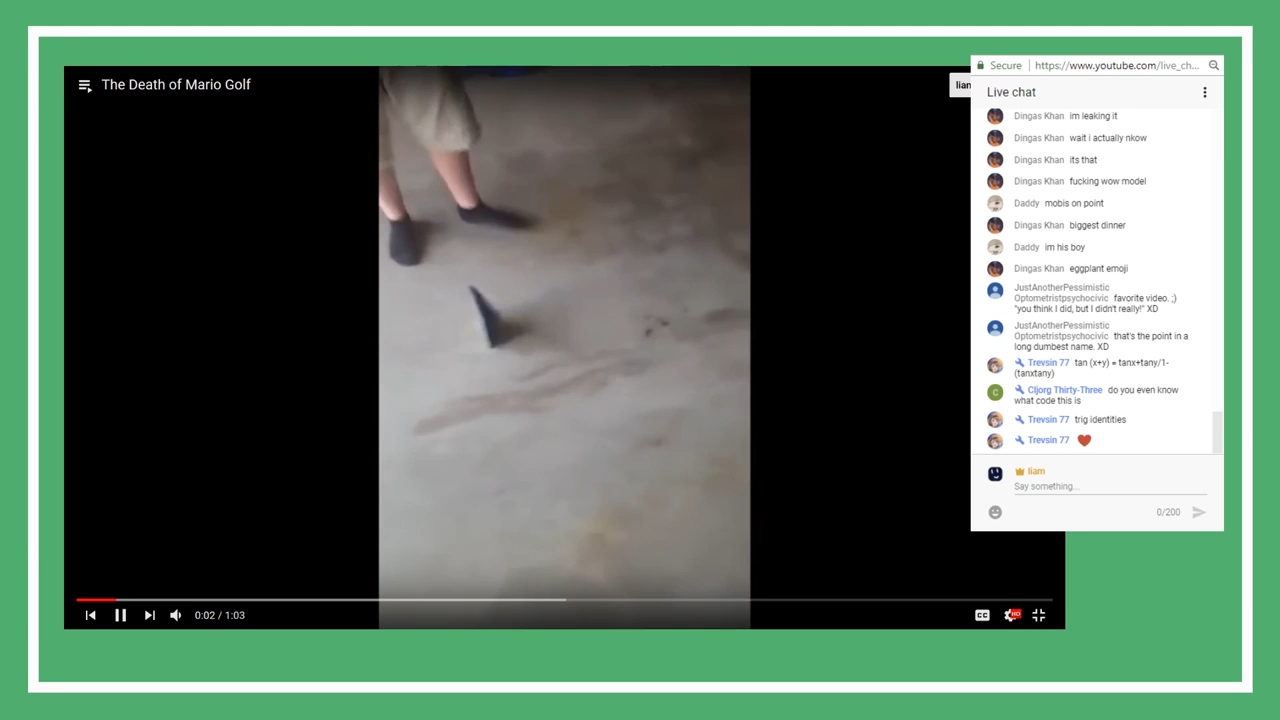 The Death of Mario Golf
liam
Secure https://www.youtube.com/live_ch...
Live chat
Dingas Khan im leaking it
Dingas Khan wait i actually nkow
Dingas Khan its that
Dingas Khan fucking wow model
Daddy mobis on point
Dingas Khan biggest dinner
Daddy im his boy
Dingas Khan eggplant emoji
JustAnotherPessimistic
Optometristpsychocivic favorite video. ;)
"you think I did, but I didn't really!" XD
JustAnotherPessimistic
Optometristpsychocivic that's the point in a
long dumbest name. XD
Trevsin 77 tan (x+y) = tanx+tany/1-
(tanxtany)
C Cljorg Thirty-Three do you even know
what code this is
Trevsin 77 trig identities
Trevsin 77
liam
Say something...
0/200
0:02 / 1:03
CC
HD